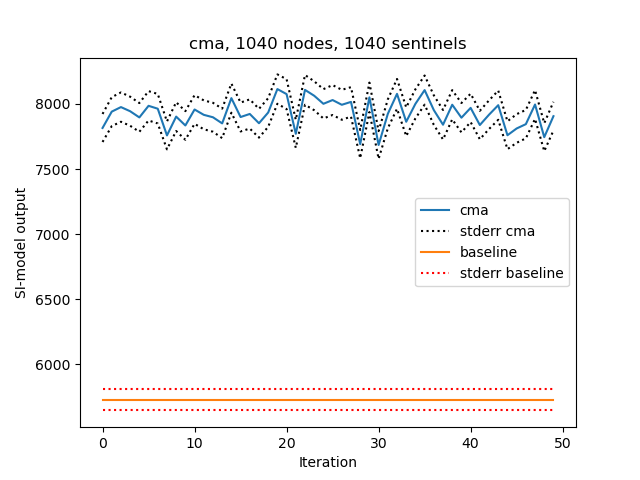 cma, 1040 nodes, 1040 sentinels
SI-model output
8000
7500
7000
6500
6000
cma
stderr cma
baseline
stderr baseline
0 10 20 30 40 50
Iteration